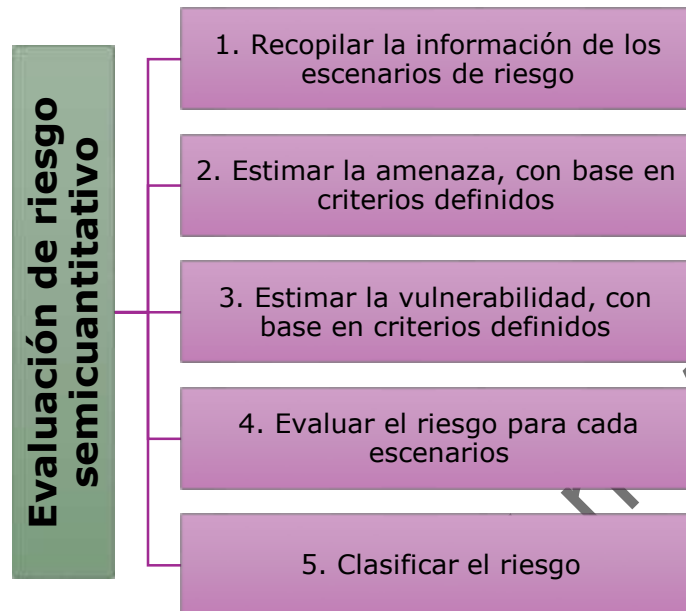 Evaluación de riesgo
semicuantitativo
1. Recopilar la información de los
escenarios de riesgo
2. Estimar la amenaza, con base en
criterios definidos
3. Estimar la vulnerabilidad, con
base en criterios definidos
4. Evaluar el riesgo para cada
escenarios
5. Clasificar el riesgo